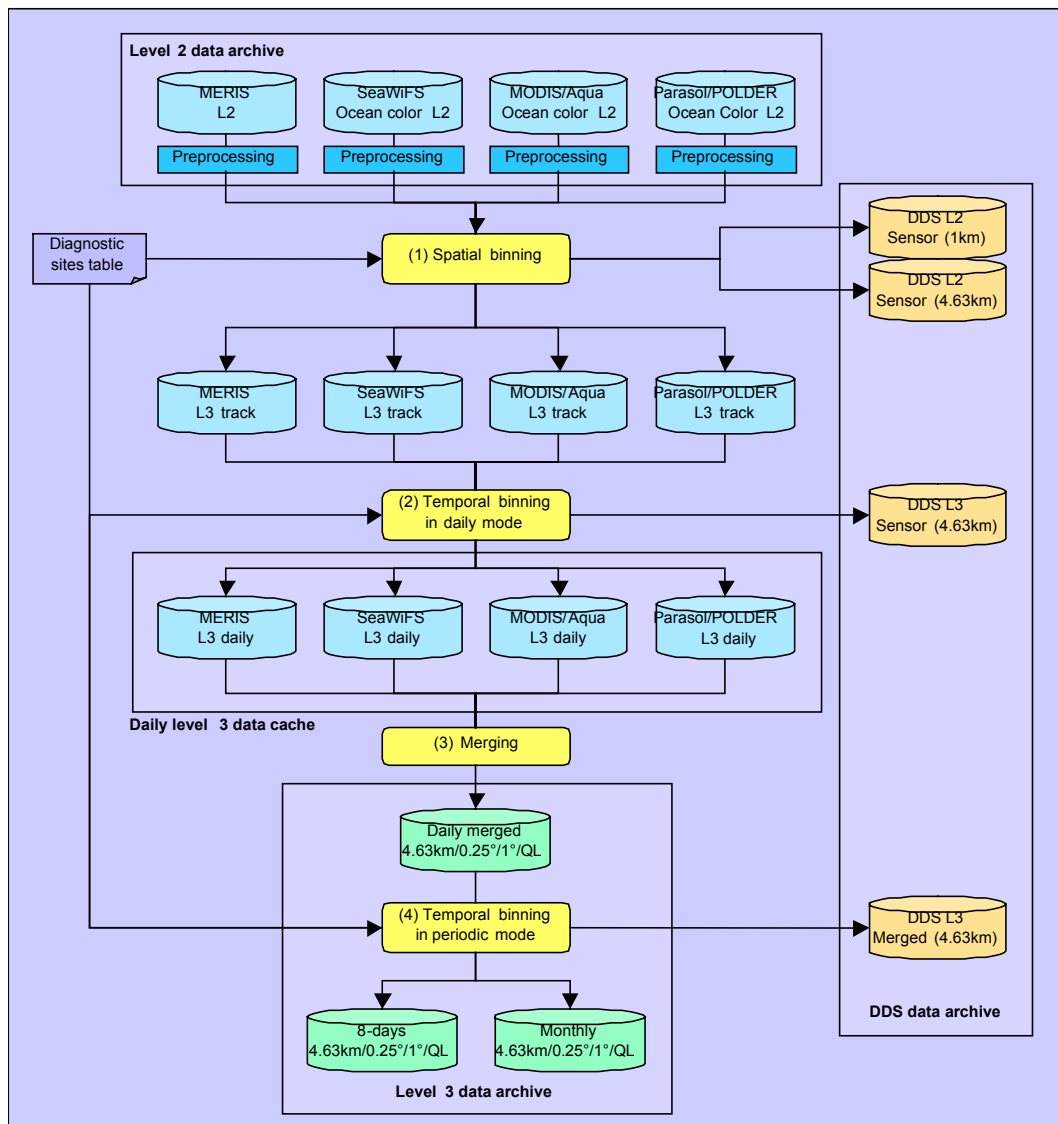 Level 2 data archive
MERIS
L2
SeaWiFS
Ocean color L2
MODIS/Aqua
Ocean color L2
Parasol/POLDER
Ocean Color L2
Preprocessing
Preprocessing
Preprocessing
Preprocessing
Diagnostic
sites table
(1) Spatial binning
DDS L2
Sensor (1km)
DDS L2
Sensor (4.63km)
MERIS
L3 track
SeaWiFS
L3 track
MODIS/Aqua
L3 track
Parasol/POLDER
L3 track
(2) Temporal binning
in daily mode
DDS L3
Sensor (4.63km)
MERIS
L3 daily
SeaWiFS
L3 daily
MODIS/Aqua
L3 daily
Parasol/POLDER
L3 daily
Daily level 3 data cache
(3) Merging
Daily merged
4.63km/0.25°/1°/QL
(4) Temporal binning
in periodic mode
DDS L3
Merged (4.63km)
8-days
4.63km/0.25°/1°/QL
Monthly
4.63km/0.25°/1°/QL
DDS data archive
Level 3 data archive